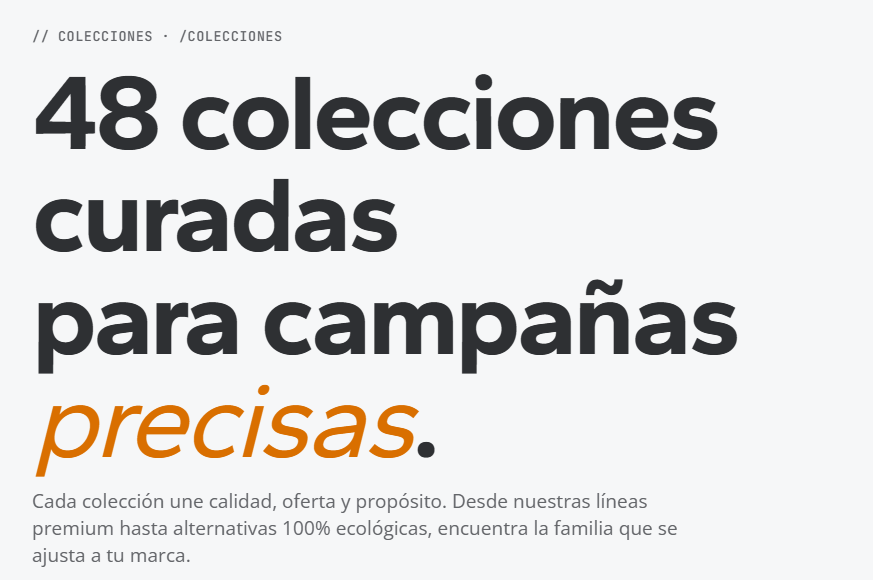 // COLECCIONES · /COLECCIONES
48 colecciones
curadas
para campañas
precisas.
Cada colección une calidad, oferta y propósito. Desde nuestras líneas
premium hasta alternativas 100% ecológicas, encuentra la familia que se
ajusta a tu marca.